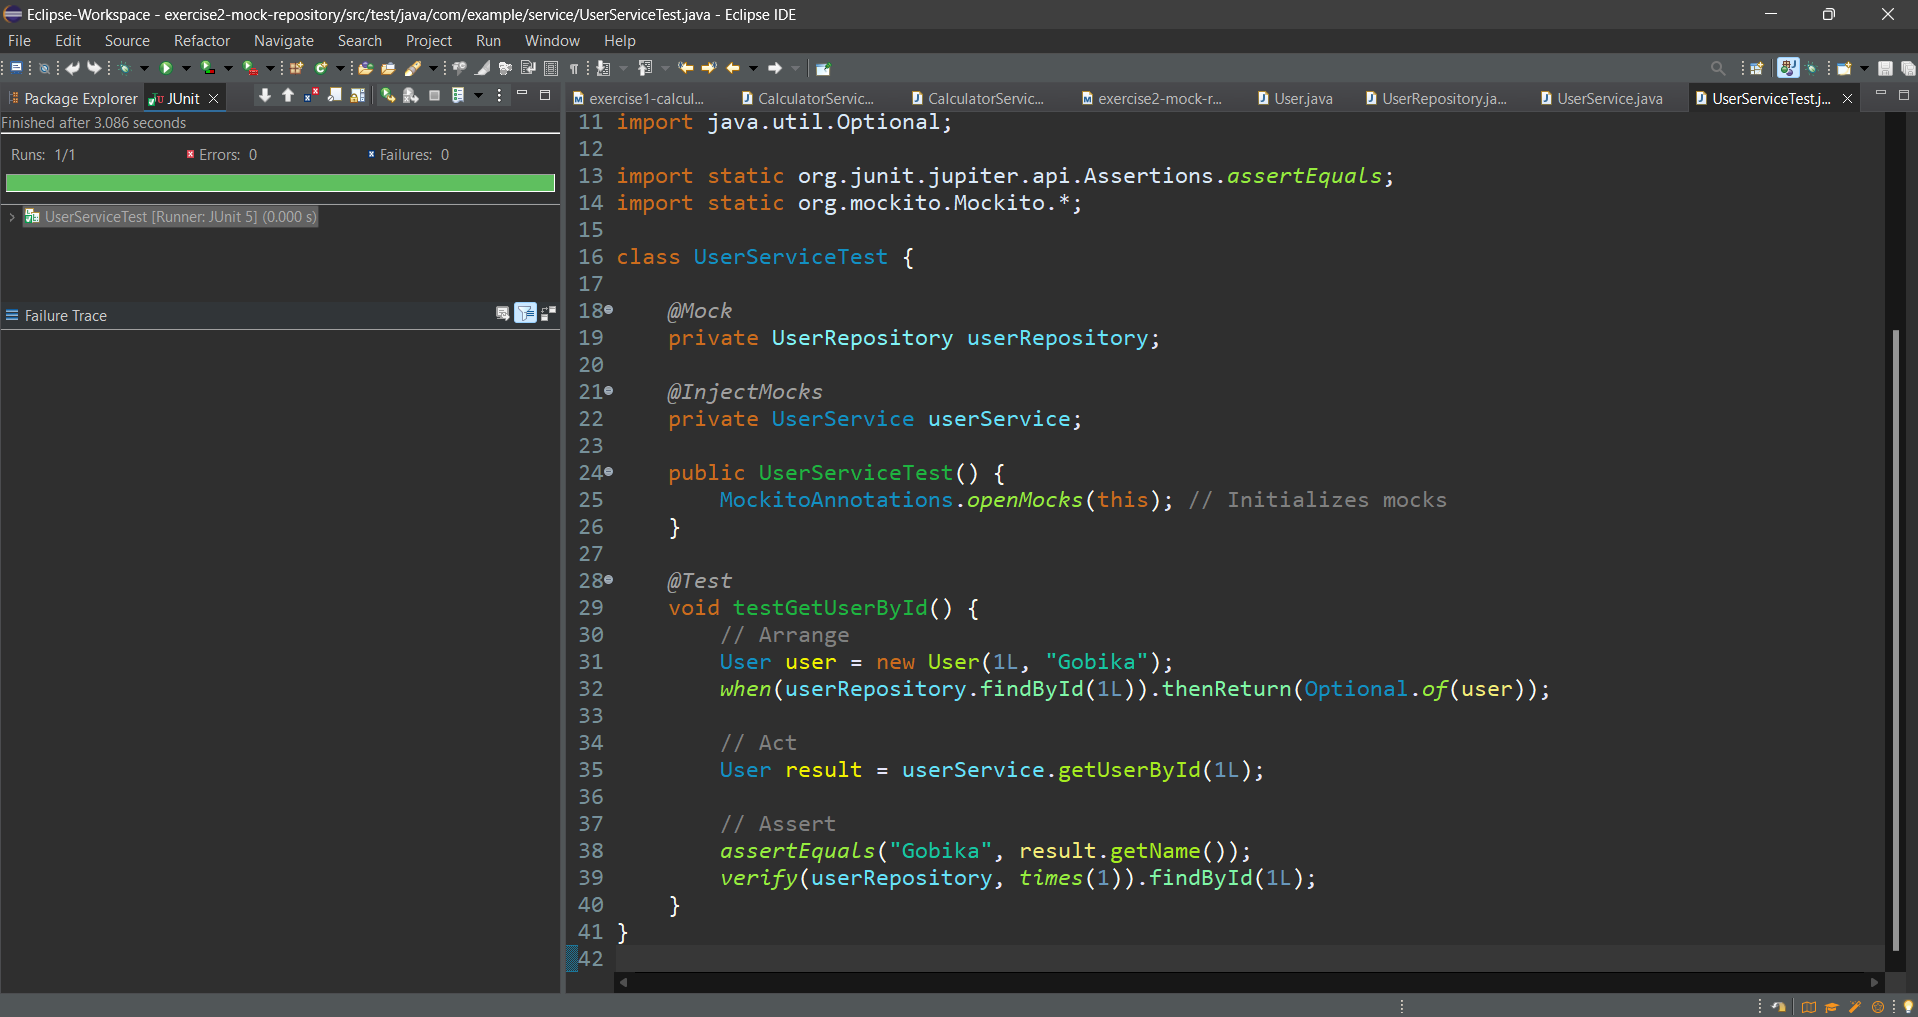 Eclipse-Workspace - exercise2-mock-repository/src/test/java/com/example/service/UserServiceTest.java - Eclipse IDE
File Edit Source Refactor Navigate Search Project Run Window Help
Package Explorer JUnit
exercise1-calcul... CalculatorServic... CalculatorServic... exercise2-mock-r... User.java UserRepository.ja... UserService.java UserServiceTest.j...
Finished after 3.086 seconds
Runs: 1/1 Errors: 0 Failures: 0
UserServiceTest [Runner: JUnit 5] (0.000 s)
Failure Trace
11 import java.util.Optional;
12
13 import static org.junit.jupiter.api.Assertions.assertEquals;
14 import static org.mockito.Mockito.*;
15
16 class UserServiceTest {
17
18 @Mock
19 private UserRepository userRepository;
20
21 @InjectMocks
22 private UserService userService;
23
24 public UserServiceTest() {
25 MockitoAnnotations.openMocks(this); // Initializes mocks
26 }
27
28 @Test
29 void testGetUserById() {
30 // Arrange
31 User user = new User(1L, "Gobika");
32 when(userRepository.findById(1L)).thenReturn(Optional.of(user));
33
34 // Act
35 User result = userService.getUserById(1L);
36
37 // Assert
38 assertEquals("Gobika", result.getName());
39 verify(userRepository, times(1)).findById(1L);
40 }
41 }
42